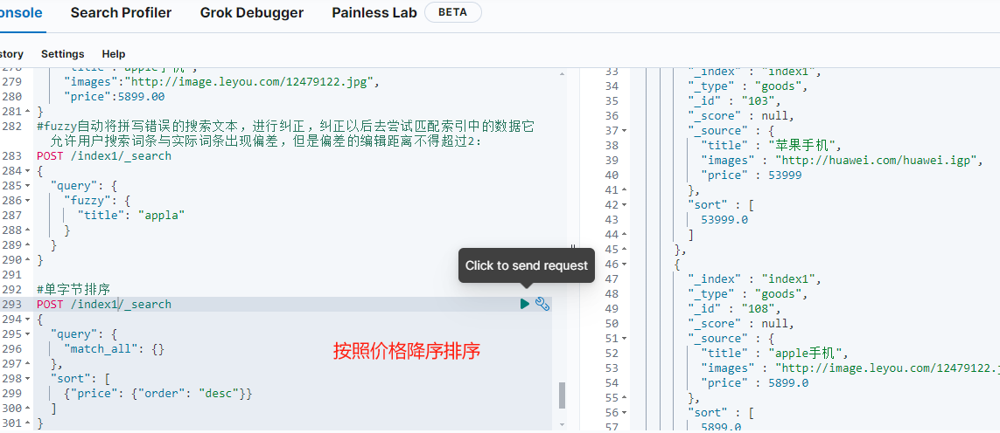 onsole Search Profiler Grok Debugger Painless Lab BETA
story Settings Help
278 "title":"apple手机",
279 "images":"http://image.leyou.com/12479122.jpg",
280 "price":5899.00
281 }
282 #fuzzy自动将拼写错误的搜索文本，进行纠正，纠正以后去尝试匹配索引中的数据它
允许用户搜索词条与实际词条出现偏差，但是偏差的编辑距离不得超过2：
283 POST /index1/_search
284 {
285 "query": {
286 "fuzzy": {
287 "title": "appla"
288 }
289 }
290 }
291
292 #单字节排序
293 POST /index1/_search
294 {
295 "query": {
296 "match_all": {}
297 },
298 "sort": [
299 {"price": {"order": "desc"}}
300 ]
301 }
Click to send request
按照价格降序排序
33 "_index" : "index1",
34 "_type" : "goods",
35 "_id" : "103",
36 "_score" : null,
37 "_source" : {
38 "title" : "苹果手机",
39 "images" : "http://huawei.com/huawei.igp",
40 "price" : 53999
41 },
42 "sort" : [
43 53999.0
44 ]
45 },
46 {
47 "_index" : "index1",
48 "_type" : "goods",
49 "_id" : "108",
50 "_score" : null,
51 "_source" : {
52 "title" : "apple手机",
53 "images" : "http://image.leyou.com/12479122.j
54 "price" : 5899.0
55 },
56 "sort" : [
57 5899.0